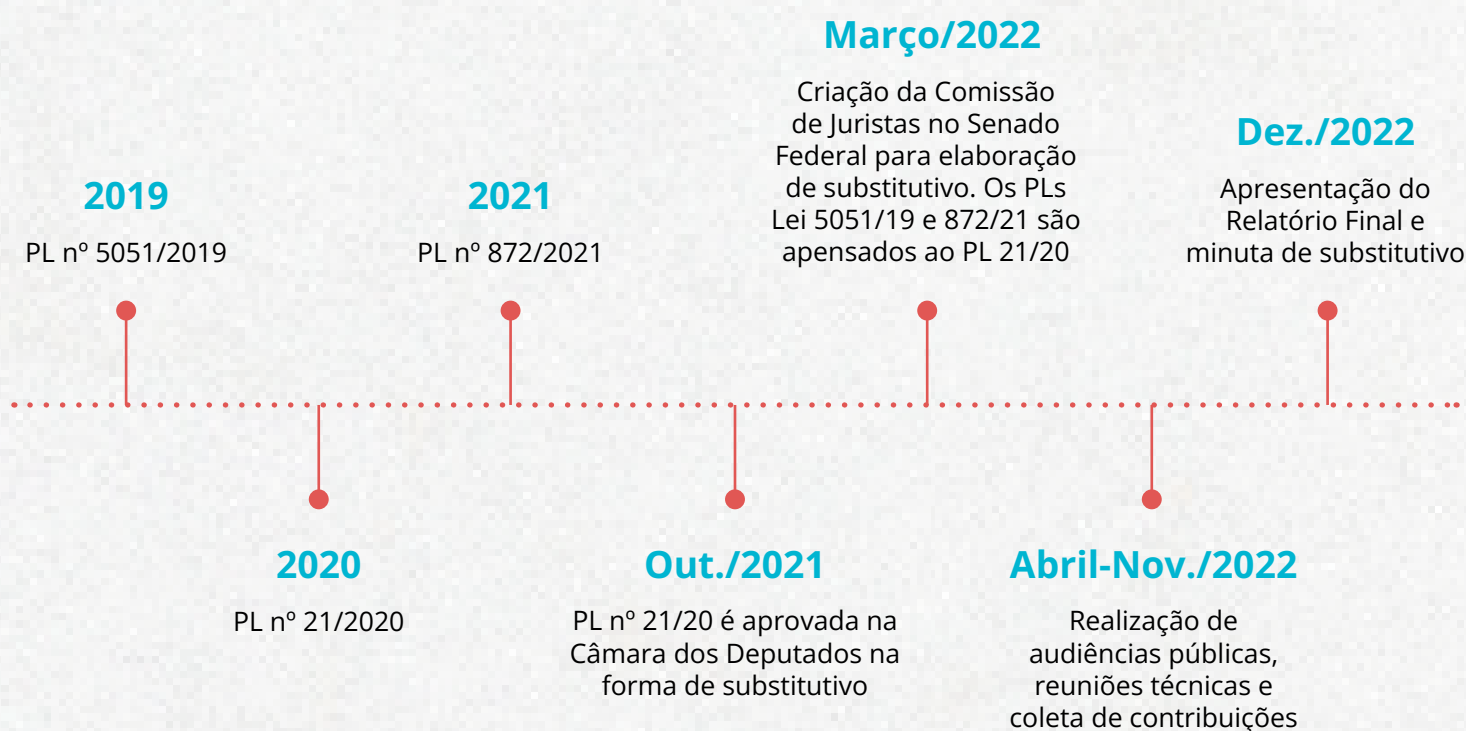 2019
PL nº 5051/2019
2020
PL nº 21/2020
2021
PL nº 872/2021
Out./2021
PL nº 21/20 é aprovada na
Câmara dos Deputados na
forma de substitutivo
Março/2022
Criação da Comissão
de Juristas no Senado
Federal para elaboração
de substitutivo. Os PLs
Lei 5051/19 e 872/21 são
apensados ao PL 21/20
Abril-Nov./2022
Realização de
audiências públicas,
reuniões técnicas e
coleta de contribuições
Dez./2022
Apresentação do
Relatório Final e
minuta de substitutivo